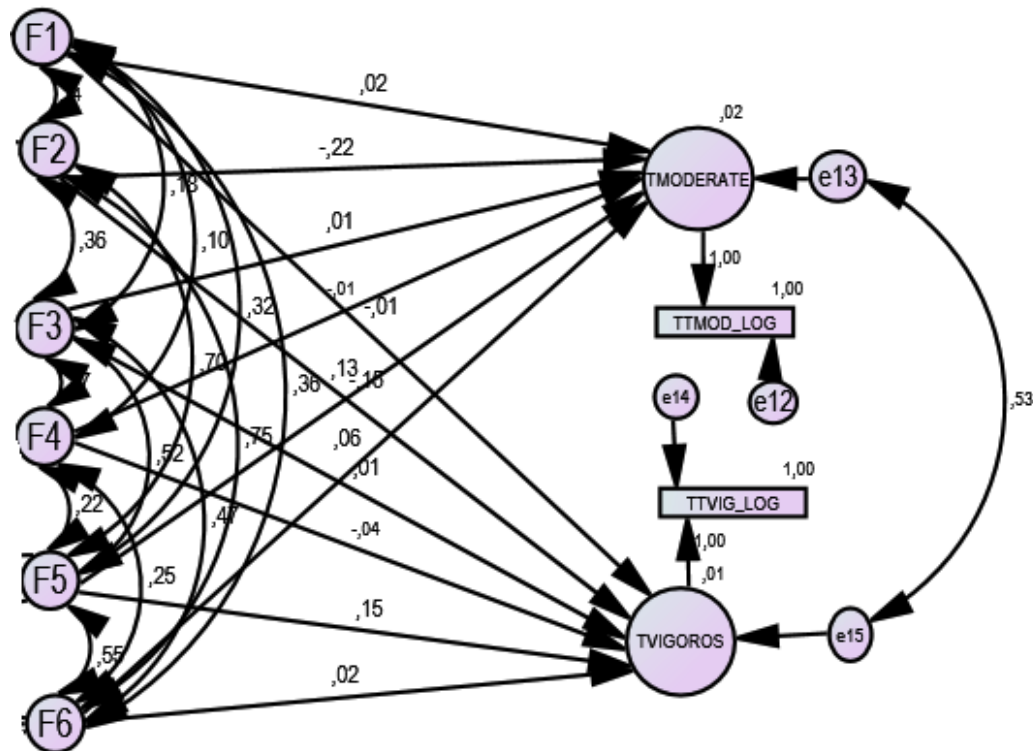 F1
,02
,02
F2
-,22
TMODERATE
e13
,18
,36
,01
,10
1,00
F3
,32
-,01
-,01
1,00
TTMOD_LOG
,70
,36
,13
-,15
e14
e12
,53
F4
,06
,52
,75
,01
1,00
,22
,47
-,04
TTVIG_LOG
1,00
F5
,25
,01
,15
TVIGOROS
e15
,55
,02
F6